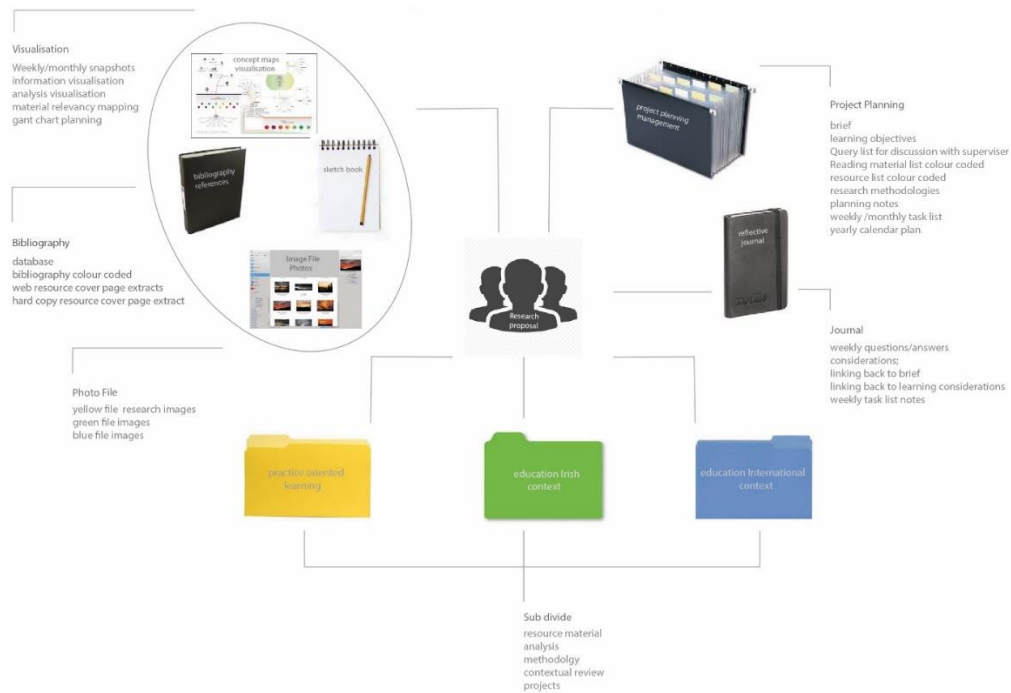 Visualisation
Weekly/monthly snapshots
information visualisation
analysis visualisation
material relevancy mapping
gant chart planning
concept maps
visualisation
bibliography
references
sketch book
Image File
Photos
Bibliography
database
bibliography colour coded
web resource cover page extracts
hard copy resource cover page extract
Photo File
yellow file research images
green file images
blue file images
Research
proposal
project planning
management
Project Planning
brief
learning objectives
Query list for discussion with superviser
Reading material list colour coded
resource list colour coded
research methodologies
planning notes
weekly /monthly task list
yearly calendar plan
reflective
journal
Journal
weekly questions/answers
considerations;
linking back to brief
linking back to learning considerations
weekly task list notes
practice oriented
learning
education Irish
context
education International
context
Sub divide
resource material
analysis
methodolgy
contextual review
projects